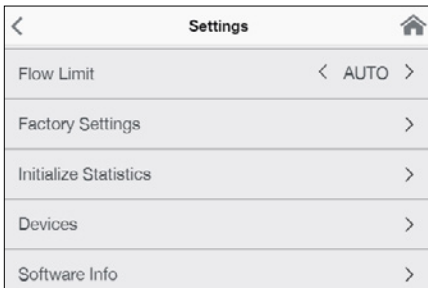 Settings
Flow Limit AUTO
Factory Settings
Initialize Statistics
Devices
Software Info